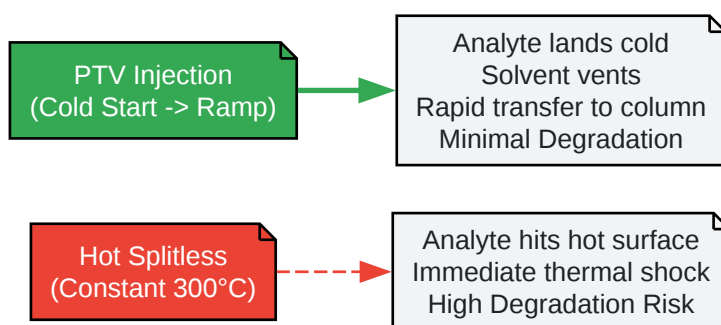 PTV Injection
(Cold Start -> Ramp)
Analyte lands cold
Solvent vents
Rapid transfer to column
Minimal Degradation
Hot Splitless
(Constant 300°C)
Analyte hits hot surface
Immediate thermal shock
High Degradation Risk